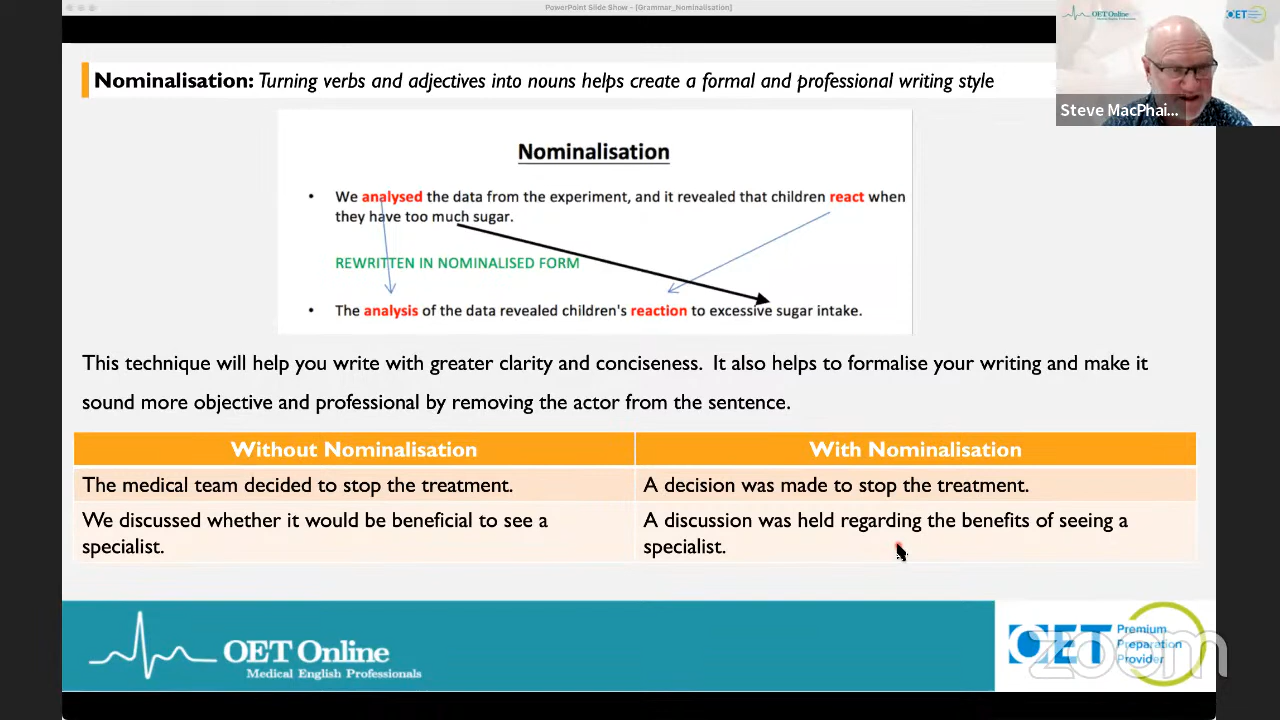 PowerPoint Slide Show - [Grammar_Nominalisation]
OET Online
OET
Steve MacPhai...
Nominalisation: Turning verbs and adjectives into nouns helps create a formal and professional writing style
Nominalisation
• We analysed the data from the experiment, and it revealed that children react when
they have too much sugar.
REWRITTEN IN NOMINALISED FORM
• The analysis of the data revealed children's reaction to excessive sugar intake.
This technique will help you write with greater clarity and conciseness. It also helps to formalise your writing and make it
sound more objective and professional by removing the actor from the sentence.
Without Nominalisation
With Nominalisation
The medical team decided to stop the treatment.
A decision was made to stop the treatment.
We discussed whether it would be beneficial to see a
specialist.
A discussion was held regarding the benefits of seeing a
specialist.
OET Online
Medical English Professionals
OET
Premium
Preparation
Provider
zoom